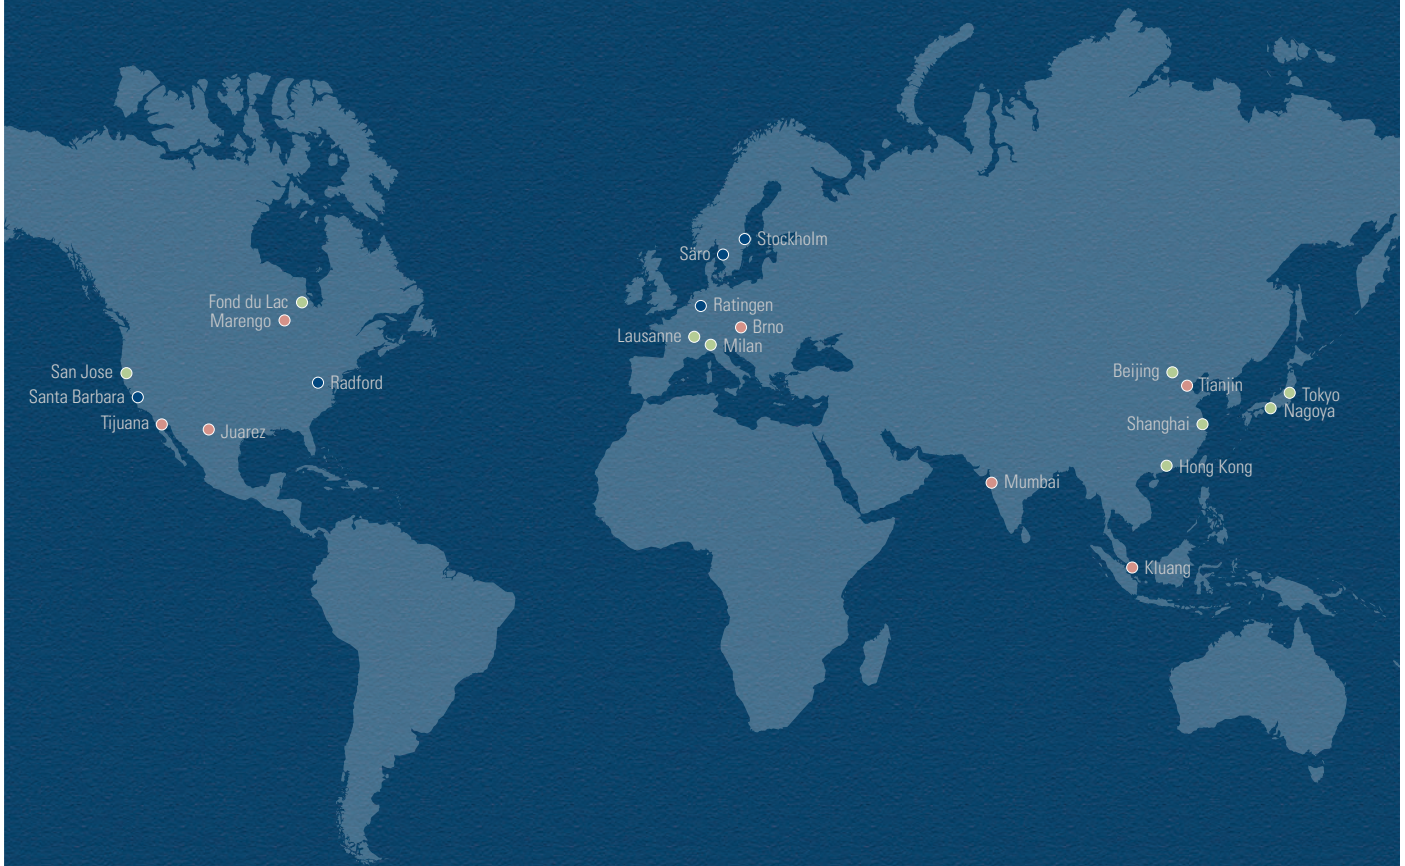 Stockholm
Säro
Fond du Lac
Marengo
Ratingen
Brno
Lausanne
Milan
San Jose
Radford
Santa Barbara
Tijuana
Juarez
Beijing
Tianjin
Tokyo
Nagoya
Shanghai
Hong Kong
Mumbai
Kluang